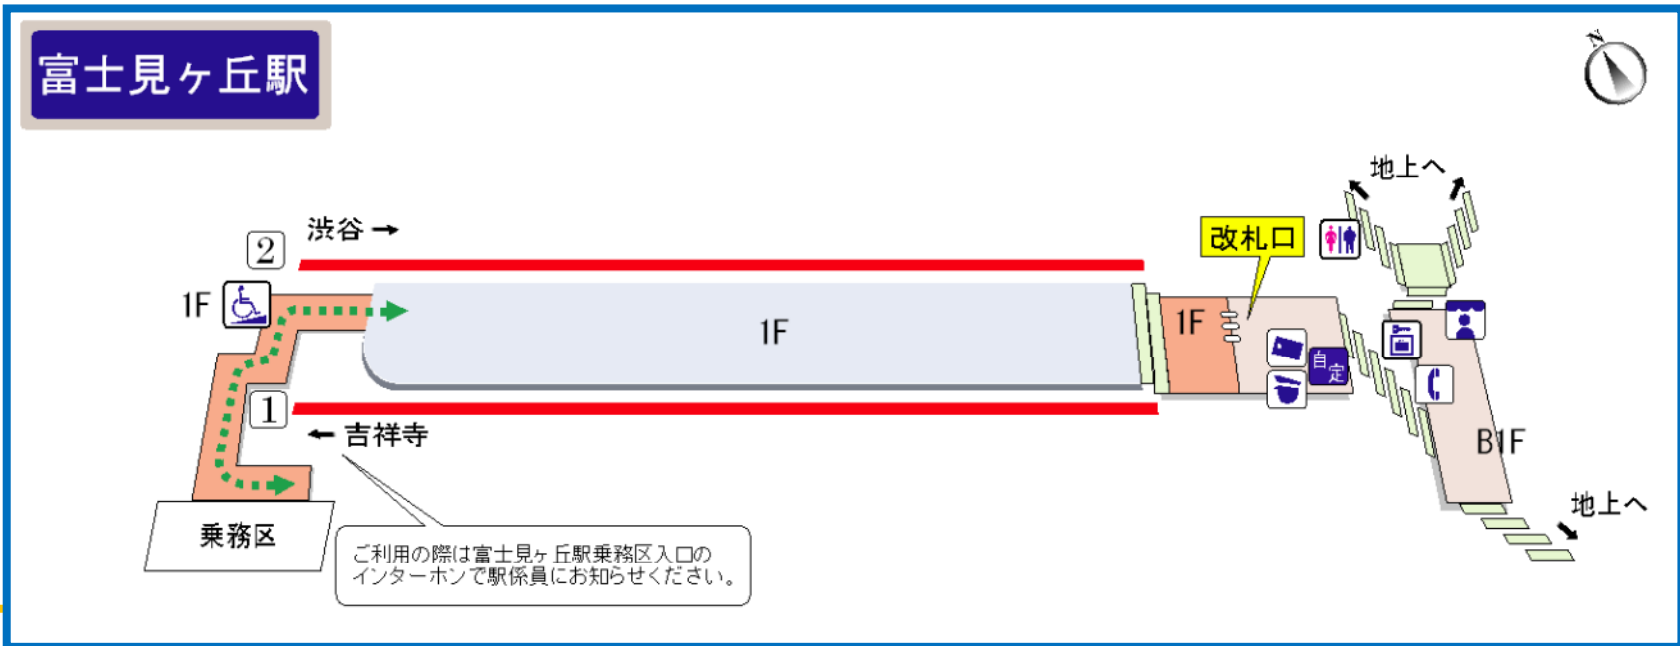 富士見ヶ丘駅
N
地上へ
渋谷→
改札口
2
1F
1F
1F
自
定
1
←吉祥寺
B1F
地上へ
乗務区
ご利用の際は富士見ヶ丘駅乗務区入口の
インターホンで駅係員にお知らせください。